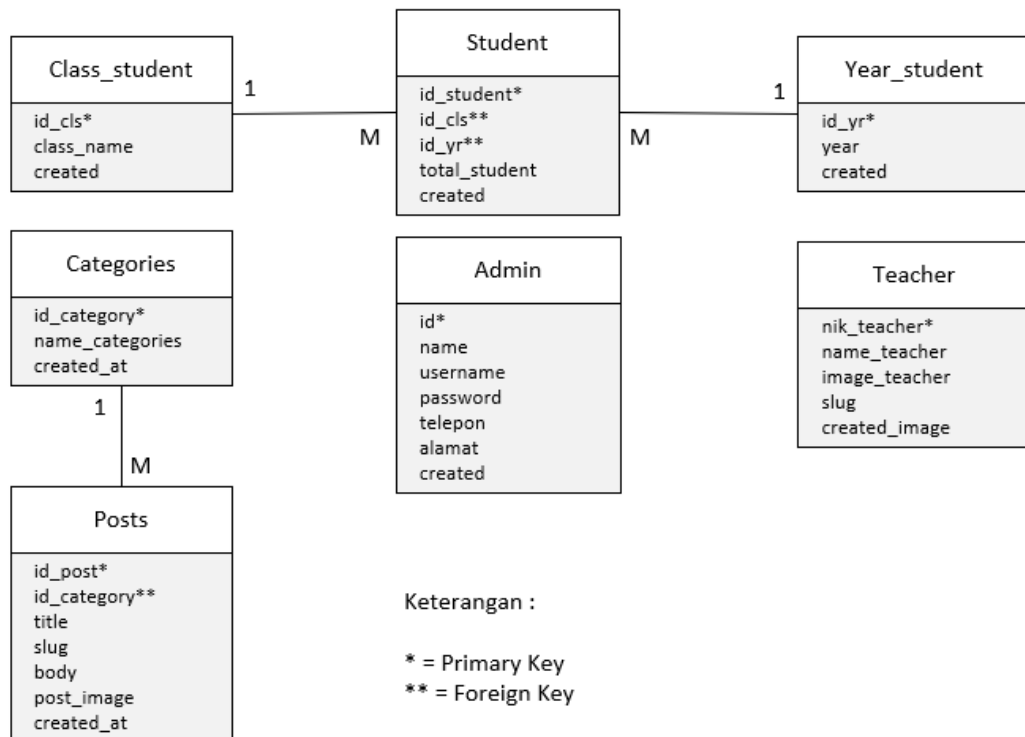 Class_student
id_cls*
class_name
created
1
M
Student
id_student*
id_cls**
id_yr**
total_student
created
M
1
Year_student
id_yr*
year
created
Categories
id_category*
name_categories
created_at
1
M
Posts
id_post*
id_category**
title
slug
body
post_image
created_at
Admin
id*
name
username
password
telepon
alamat
created
Teacher
nik_teacher*
name_teacher
image_teacher
slug
created_image
Keterangan :
* = Primary Key
** = Foreign Key